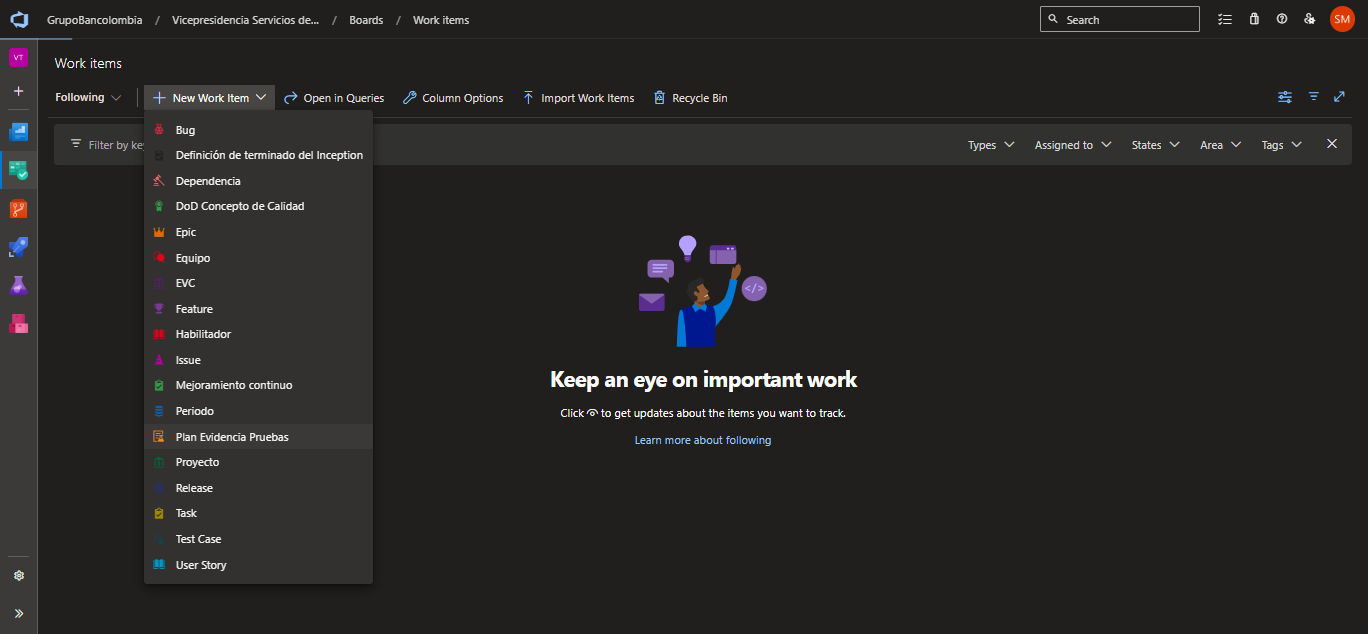 GrupoBancolombia / Vicepresidencia Servicios de... / Boards / Work items
Search
SM
VT
Work items
Following
New Work Item
Open in Queries
Column Options
Import Work Items
Recycle Bin
Filter by key
Types
Assigned to
States
Area
Tags
Bug
Definición de terminado del Inception
Dependencia
DoD Concepto de Calidad
Epic
Equipo
EVC
Feature
Habilitador
Issue
Mejoramiento continuo
Periodo
Plan Evidencia Pruebas
Proyecto
Release
Task
Test Case
User Story
</>
Keep an eye on important work
Click to get updates about the items you want to track.
Learn more about following